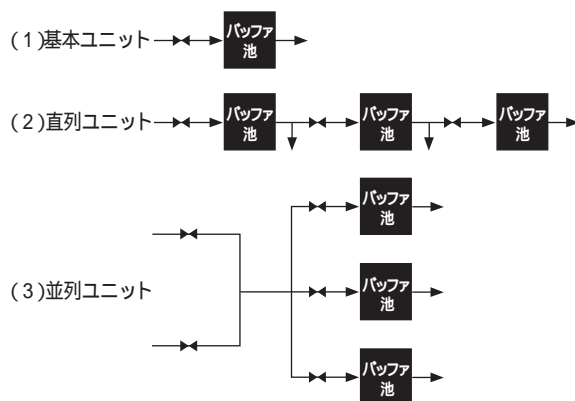 (1)基本ユニット
バッファ
池
(2)直列ユニット
バッファ
池
バッファ
池
バッファ
池
(3)並列ユニット
バッファ
池
バッファ
池
バッファ
池